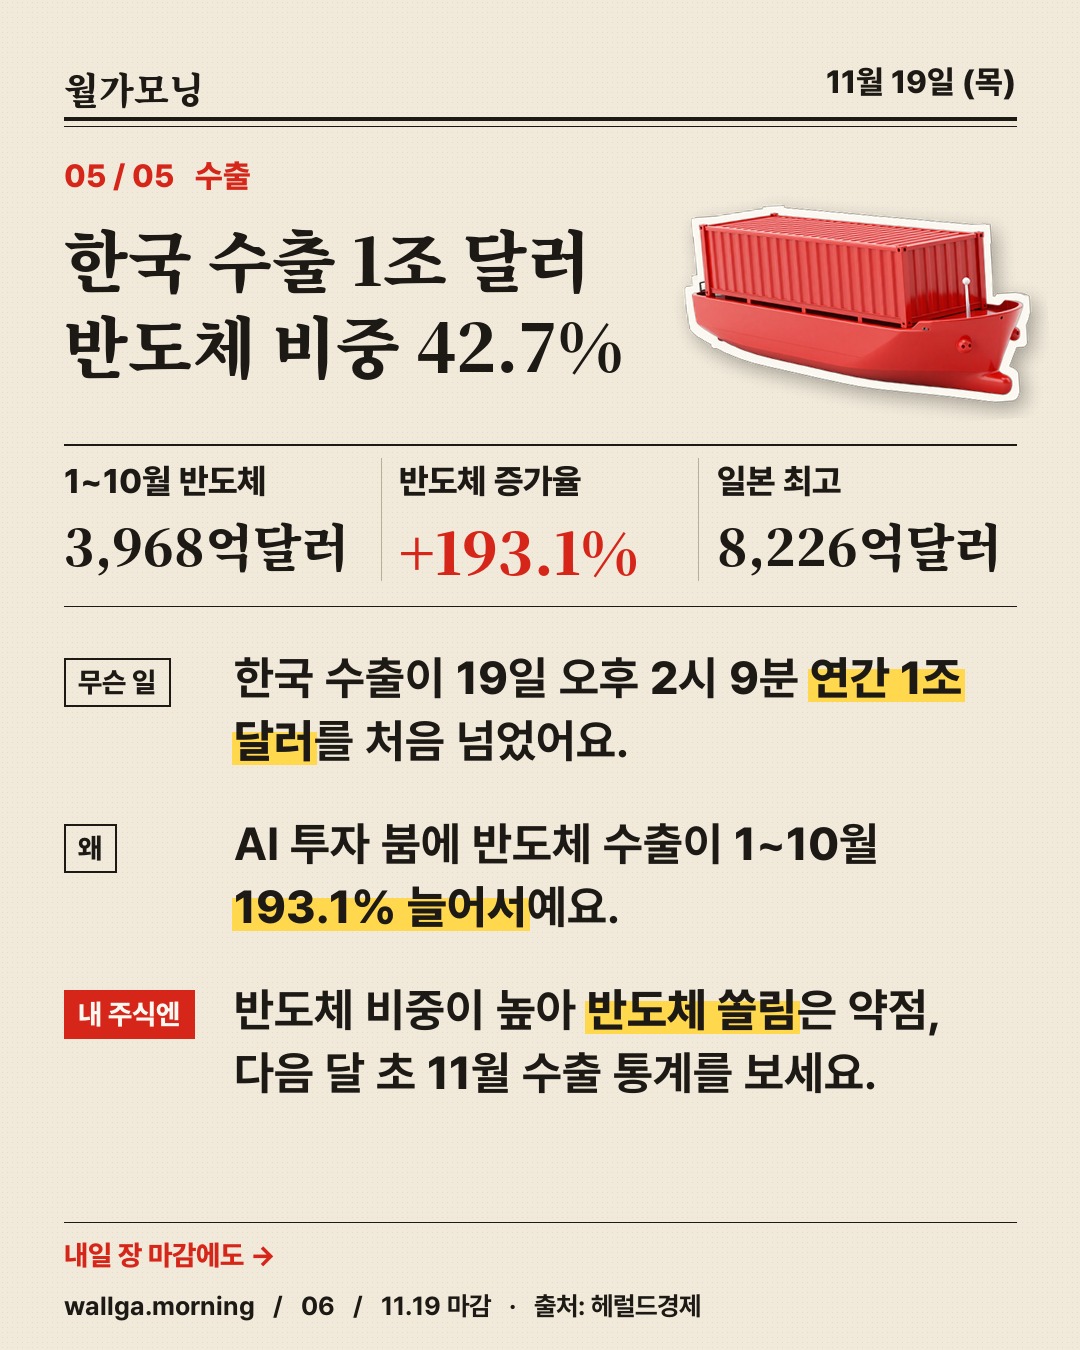 월가모닝
11월 19일 (목)
05 / 05 수출
한국 수출 1조 달러
반도체 비중 42.7%
1~10월 반도체
3,968억달러
반도체 증가율
+193.1%
일본 최고
8,226억달러
무슨 일
한국 수출이 19일 오후 2시 9분 연간 1조
달러를 처음 넘었어요.
왜
AI 투자 붐에 반도체 수출이 1~10월
193.1% 늘어서예요.
내 주식엔
반도체 비중이 높아 반도체 쏠림은 약점,
다음 달 초 11월 수출 통계를 보세요.
내일 장 마감에도 →
wallga.morning / 06 / 11.19 마감 · 출처: 헤럴드경제